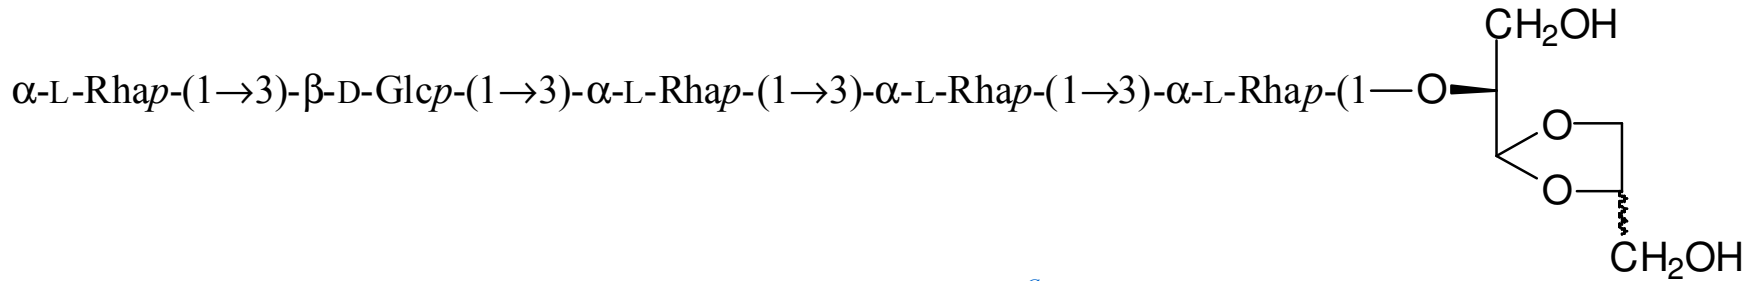 CH₂OH
α-L-Rhap-(1→3)-β-D-Glcp-(1→3)-α-L-Rhap-(1→3)-α-L-Rhap-(1→3)-α-L-Rhap-(1—O
O
O
CH₂OH